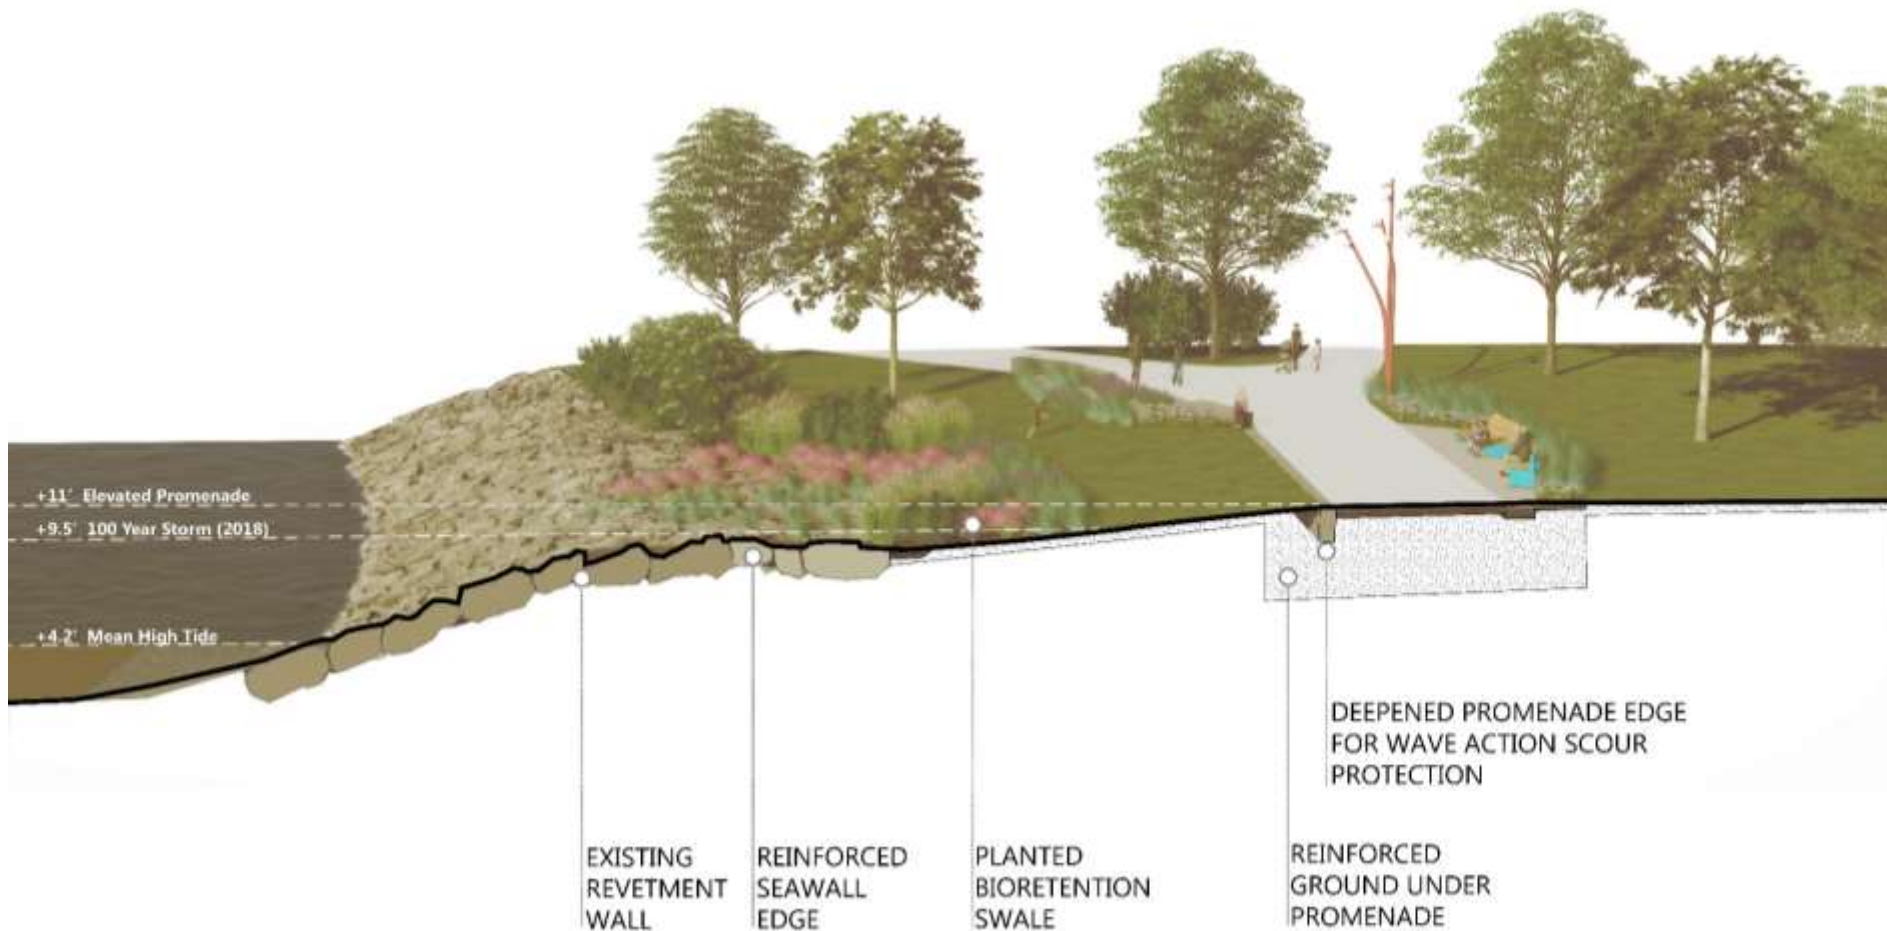 +11' Elevated Promenade
+9.5' 100 Year Storm (2018)
+4.2' Mean High Tide
DEEPENED PROMENADE EDGE
FOR WAVE ACTION SCOUR
PROTECTION
EXISTING
REVETMENT
WALL
REINFORCED
SEAWALL
EDGE
PLANTED
BIORETENTION
SWALE
REINFORCED
GROUND UNDER
PROMENADE